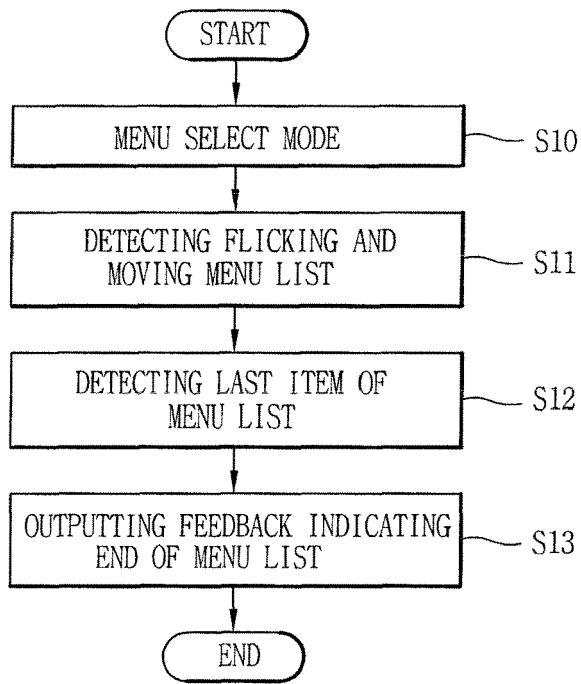 START
MENU SELECT MODE
S10
DETECTING FLICKING AND
MOVING MENU LIST
S11
DETECTING LAST ITEM OF
MENU LIST
S12
OUTPUTTING FEEDBACK INDICATING
END OF MENU LIST
S13
END